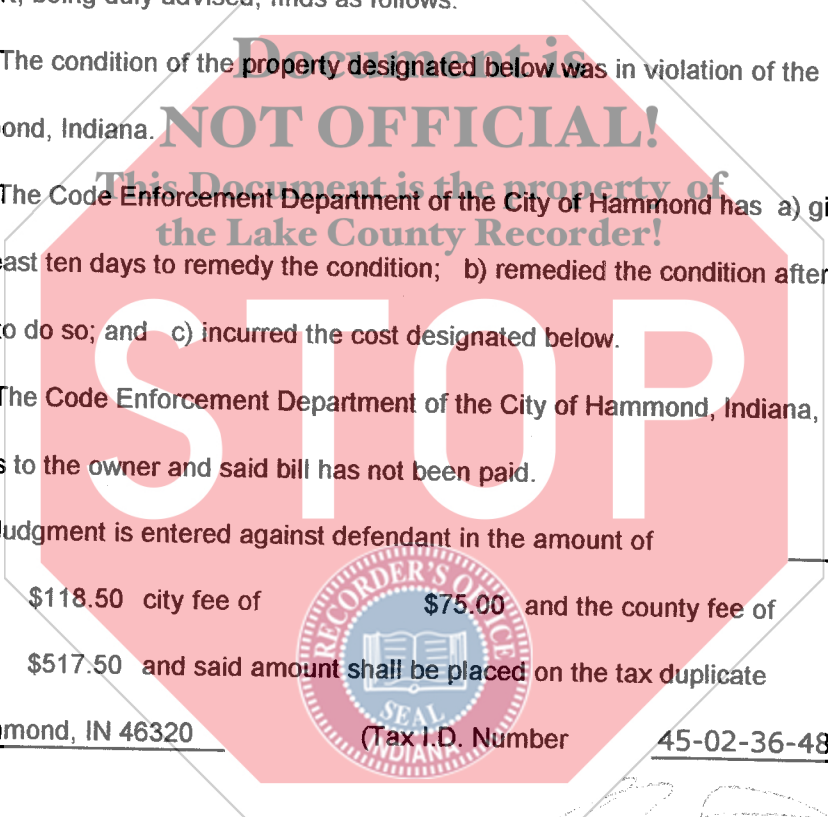 being duly advised, finds as follows:
Document is
The condition of the property designated below was in violation of the
ond, Indiana.
NOT OFFICIAL!
This Document is the property of
The Code Enforcement Department of the City of Hammond has a) gi
the Lake County Recorder!
east ten days to remedy the condition; b) remedied the condition after
to do so; and c) incurred the cost designated below.
STOP
The Code Enforcement Department of the City of Hammond, Indiana,
s to the owner and said bill has not been paid.
Judgment is entered against defendant in the amount of
$118.50 city fee of $75.00 and the county fee of
RECORDER'S OFFICE
$517.50 and said amount shall be placed on the tax duplicate
SEAL
mond, IN 46320 (Tax I.D. Number 45-02-36-48
INDIANA